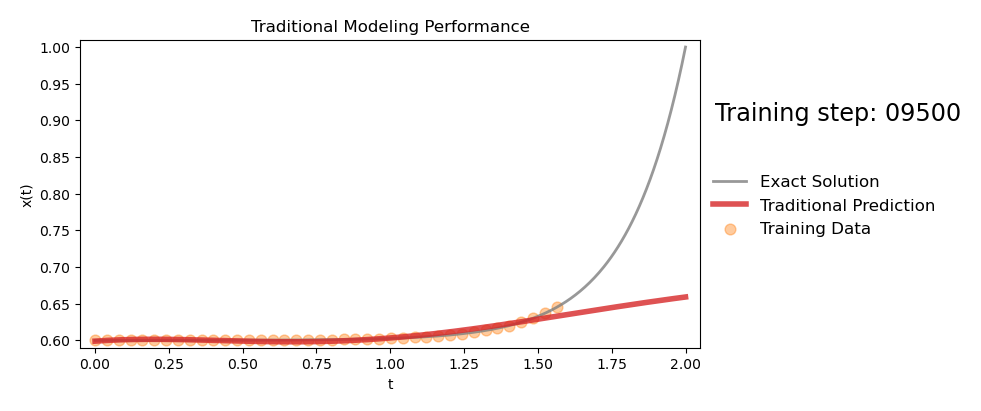 Traditional Modeling Performance
1.00
0.95
0.90
0.85
0.80
0.75
0.70
0.65
0.60
x(t)
0.00 0.25 0.50 0.75 1.00 1.25 1.50 1.75 2.00
t
Training step: 09500
Exact Solution
Traditional Prediction
Training Data